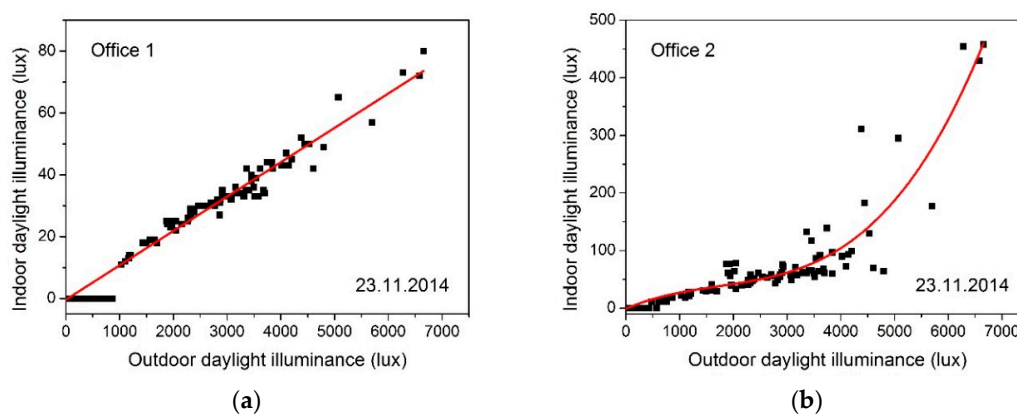 Office 1
Indoor daylight illuminance (lux)
80
60
40
20
0
0 1000 2000 3000 4000 5000 6000 7000
23.11.2014
Outdoor daylight illuminance (lux)
(a)
Office 2
Indoor daylight illuminance (lux)
500
400
300
200
100
0
0 1000 2000 3000 4000 5000 6000 7000
23.11.2014
Outdoor daylight illuminance (lux)
(b)